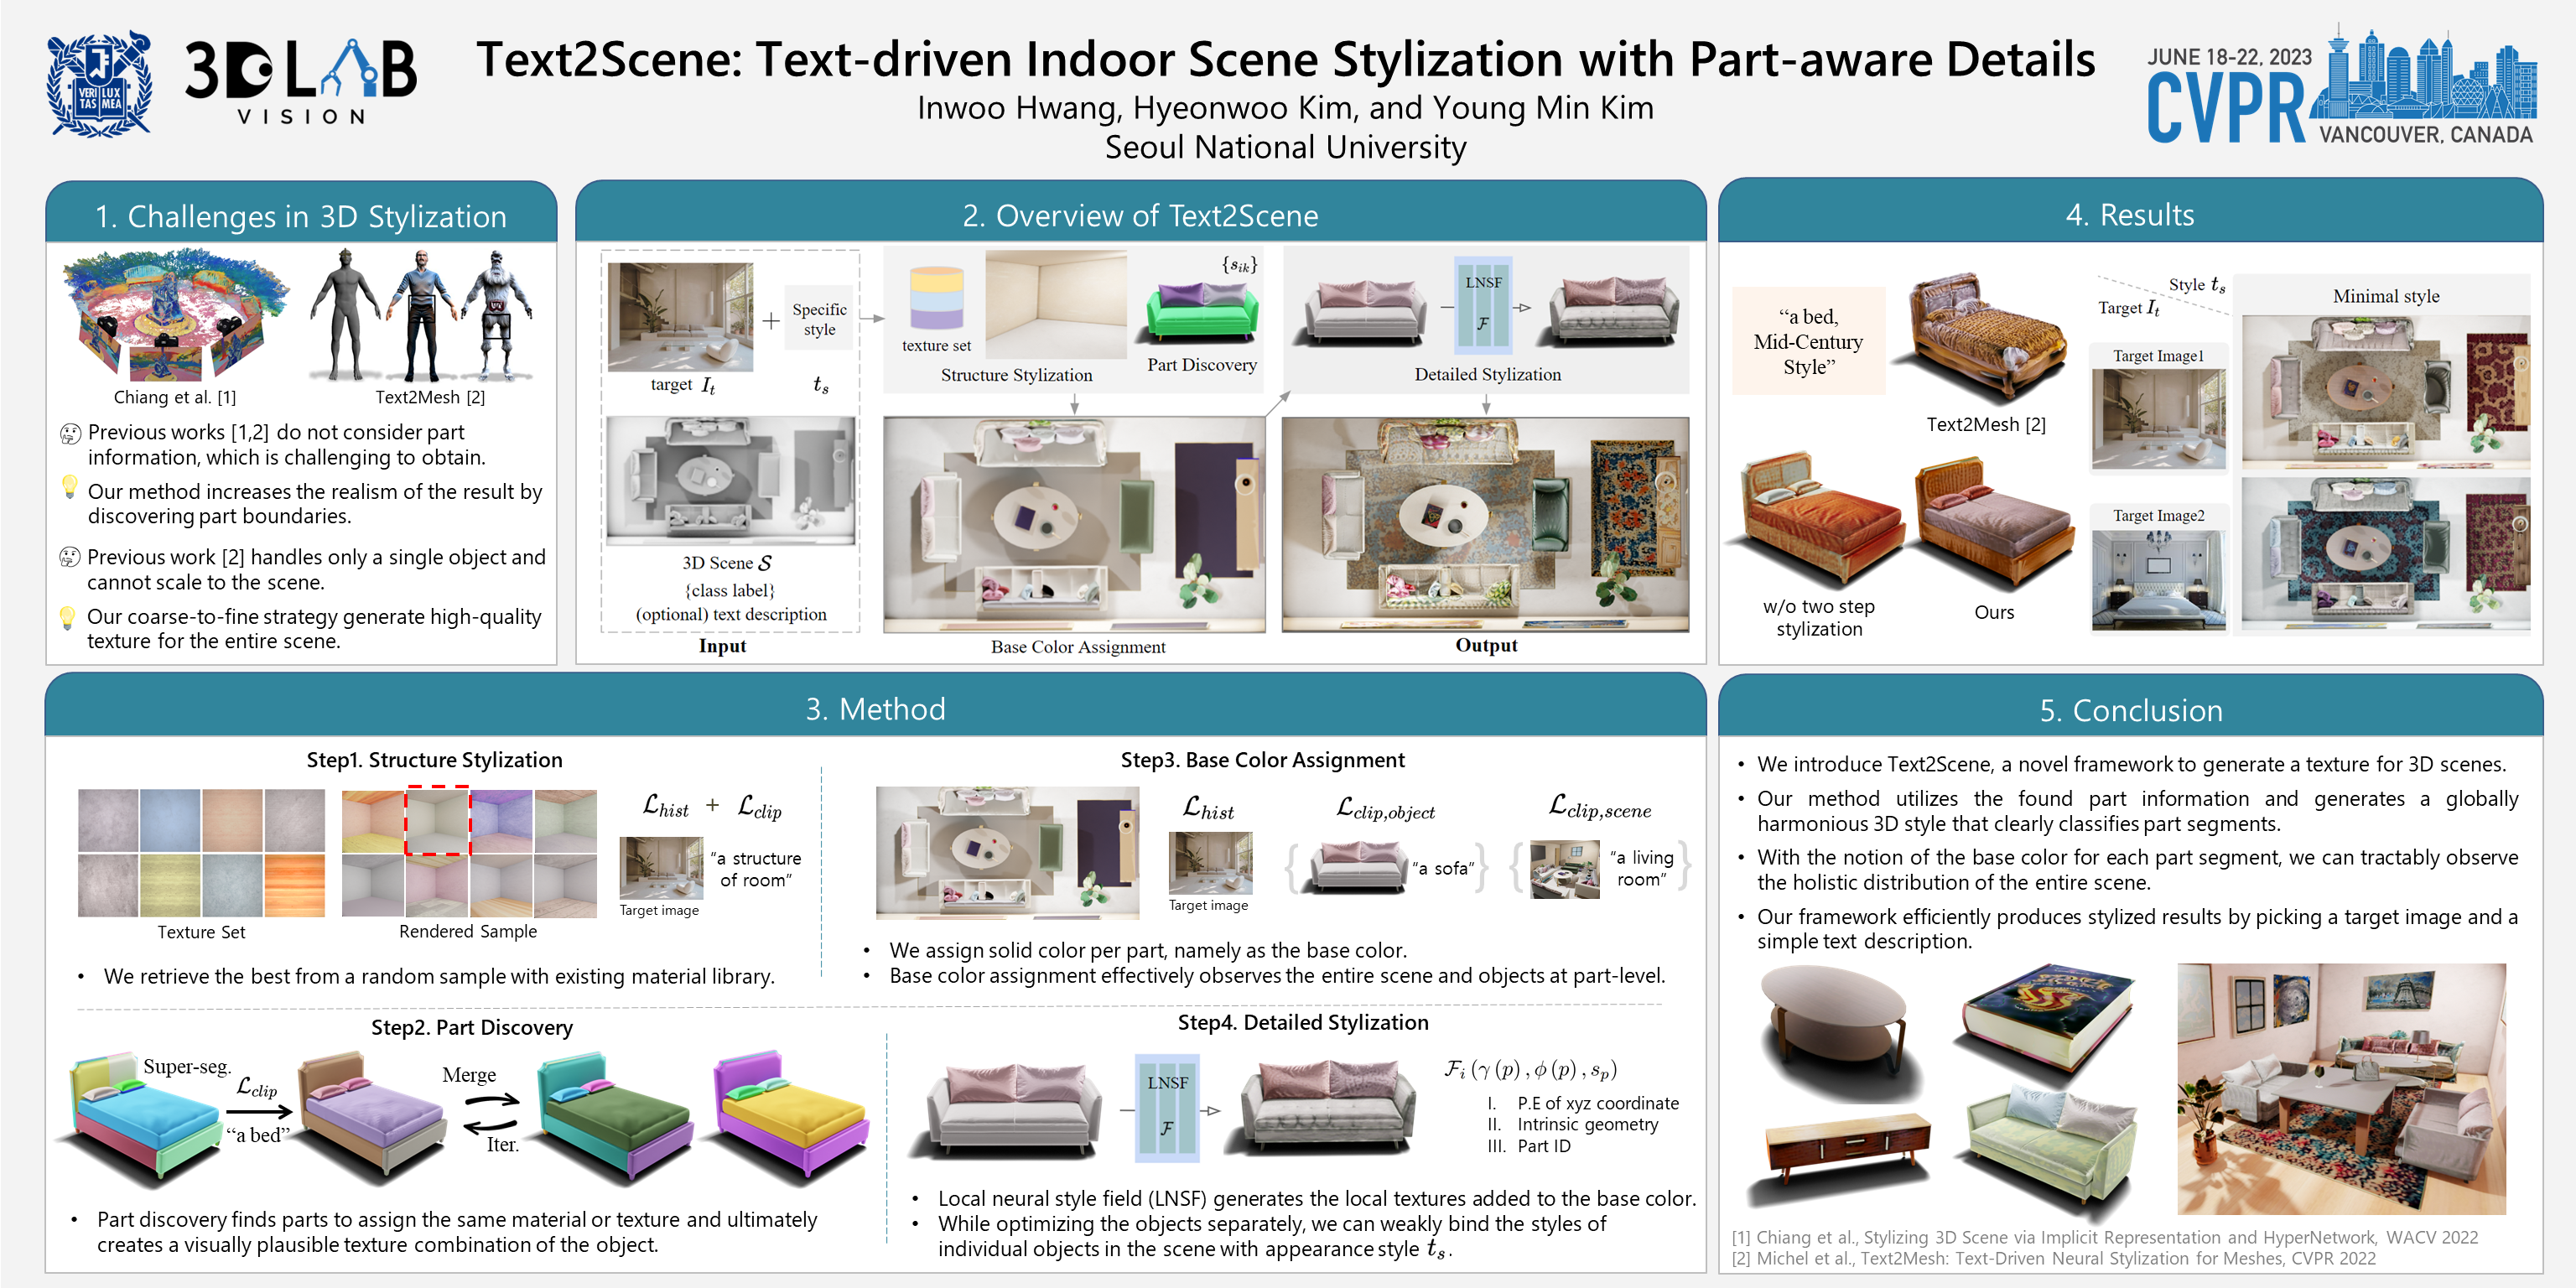 VERI LUX
TAS MEA
3D LAB
VISION
Text2Scene: Text-driven Indoor Scene Stylization with Part-aware Details
Inwoo Hwang, Hyeonwoo Kim, and Young Min Kim
Seoul National University
JUNE 18-22, 2023
CVPR
VANCOUVER, CANADA
1. Challenges in 3D Stylization
Chiang et al. [1]
Text2Mesh [2]
Previous works [1,2] do not consider part
information, which is challenging to obtain.
Our method increases the realism of the result by
discovering part boundaries.
Previous work [2] handles only a single object and
cannot scale to the scene.
Our coarse-to-fine strategy generate high-quality
texture for the entire scene.
2. Overview of Text2Scene
+
Specific
style
target I_t
t_s
3D Scene 𝒮
{class label}
(optional) text description
Input
texture set
Structure Stylization
{s_{ik}}
Part Discovery
LNSF
ℱ
Detailed Stylization
Base Color Assignment
Output
3. Method
Step1. Structure Stylization
Texture Set
Rendered Sample
ℒ_{hist} + ℒ_{clip}
Target image
"a structure
of room"
• We retrieve the best from a random sample with existing material library.
Step2. Part Discovery
Super-seg.
ℒ_{clip}
“a bed”
Merge
Iter.
• Part discovery finds parts to assign the same material or texture and ultimately
creates a visually plausible texture combination of the object.
Step3. Base Color Assignment
ℒ_{hist}
Target image
ℒ_{clip,object}
{ "a sofa" }
ℒ_{clip,scene}
{ "a living
room" }
• We assign solid color per part, namely as the base color.
• Base color assignment effectively observes the entire scene and objects at part-level.
Step4. Detailed Stylization
LNSF
ℱ
ℱ_i (γ (p) , ϕ (p) , s_p)
I. P.E of xyz coordinate
II. Intrinsic geometry
III. Part ID
• Local neural style field (LNSF) generates the local textures added to the base color.
• While optimizing the objects separately, we can weakly bind the styles of
individual objects in the scene with appearance style t_s.
4. Results
“a bed,
Mid-Century
Style”
Text2Mesh [2]
w/o two step
stylization
Ours
Style t_s
Target I_t
Minimal style
Target Image1
Target Image2
5. Conclusion
• We introduce Text2Scene, a novel framework to generate a texture for 3D scenes.
• Our method utilizes the found part information and generates a globally
harmonious 3D style that clearly classifies part segments.
• With the notion of the base color for each part segment, we can tractably observe
the holistic distribution of the entire scene.
• Our framework efficiently produces stylized results by picking a target image and a
simple text description.
[1] Chiang et al., Stylizing 3D Scene via Implicit Representation and HyperNetwork, WACV 2022
[2] Michel et al., Text2Mesh: Text-Driven Neural Stylization for Meshes, CVPR 2022